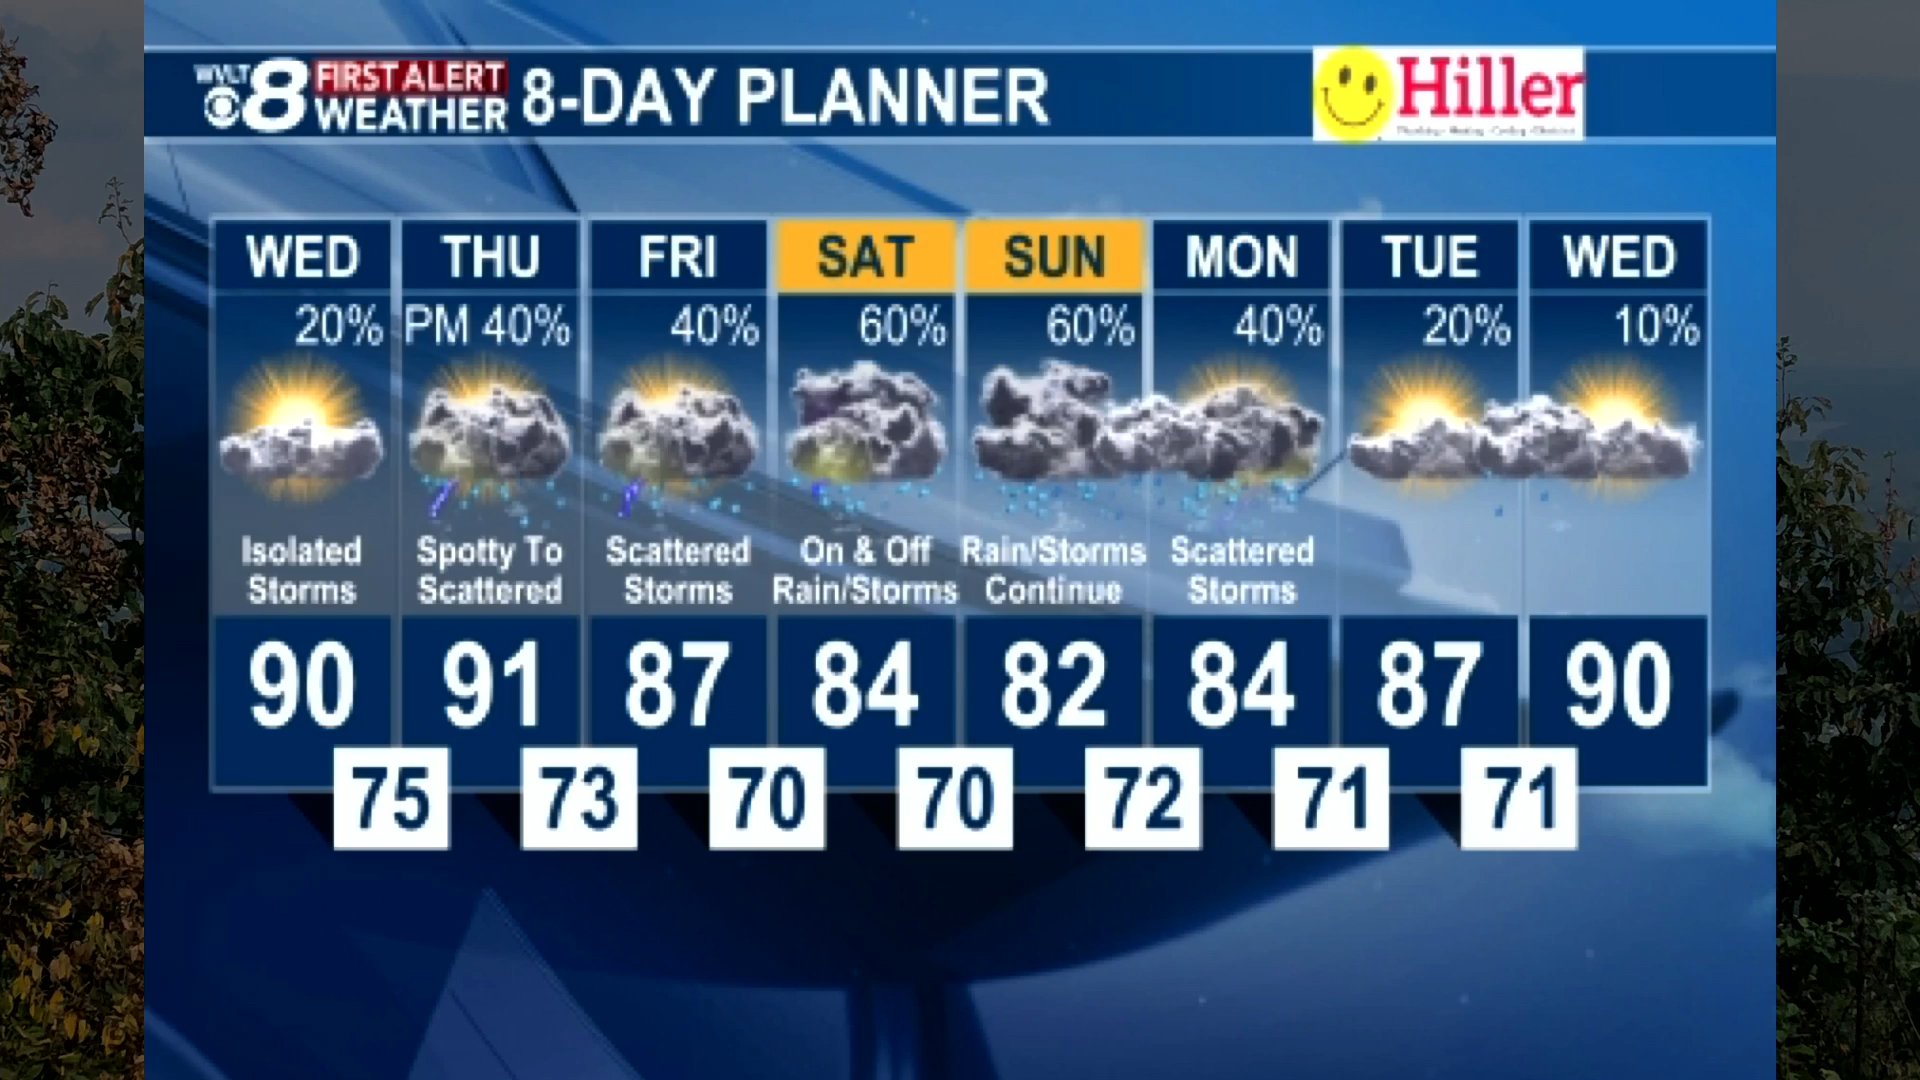 WVLT 8 FIRST ALERT WEATHER 8-DAY PLANNER
Hiller
WED THU FRI SAT SUN MON TUE WED
20% PM 40% 40% 60% 60% 40% 20% 10%
Isolated Spotty To Scattered On & Off Rain/Storms Scattered
Storms Scattered Storms Rain/Storms Continue Storms
90 91 87 84 82 84 87 90
75 73 70 70 72 71 71